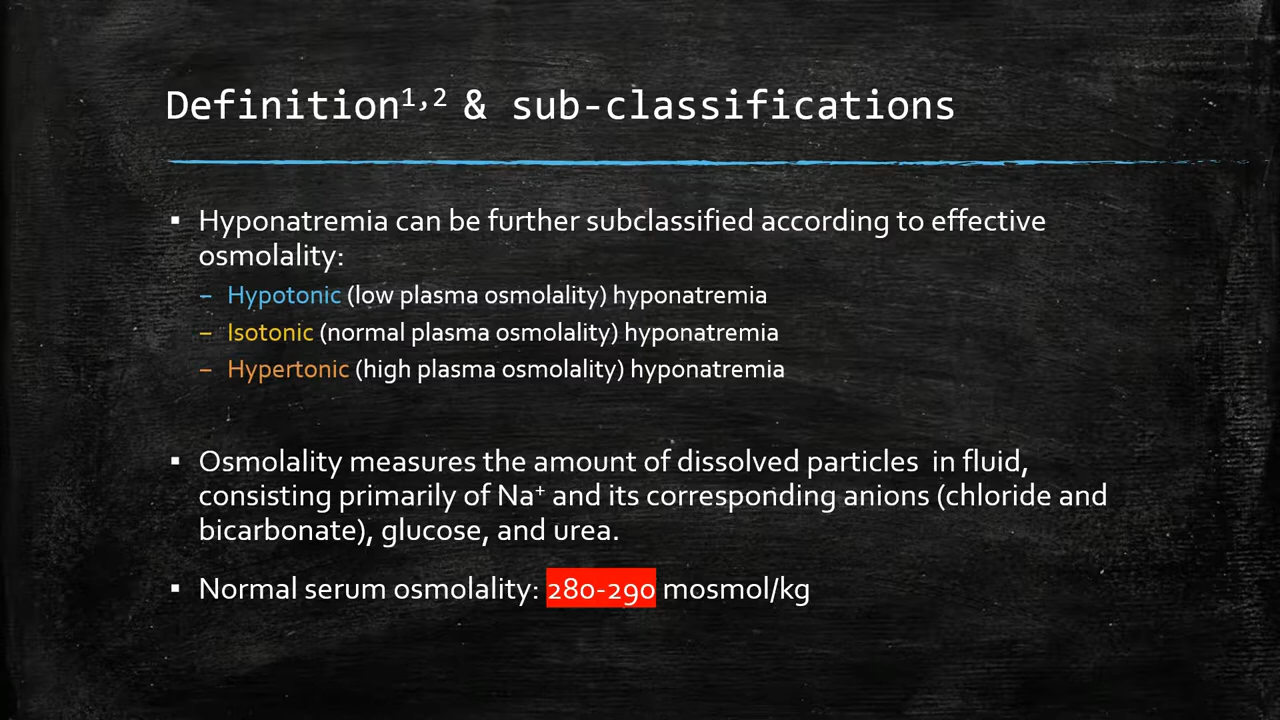 Definition¹,² & sub-classifications
▪ Hyponatremia can be further subclassified according to effective
osmolality:
– Hypotonic (low plasma osmolality) hyponatremia
– Isotonic (normal plasma osmolality) hyponatremia
– Hypertonic (high plasma osmolality) hyponatremia
▪ Osmolality measures the amount of dissolved particles  in fluid,
consisting primarily of Na⁺ and its corresponding anions (chloride and
bicarbonate), glucose, and urea.
▪ Normal serum osmolality: 280-290 mosmol/kg